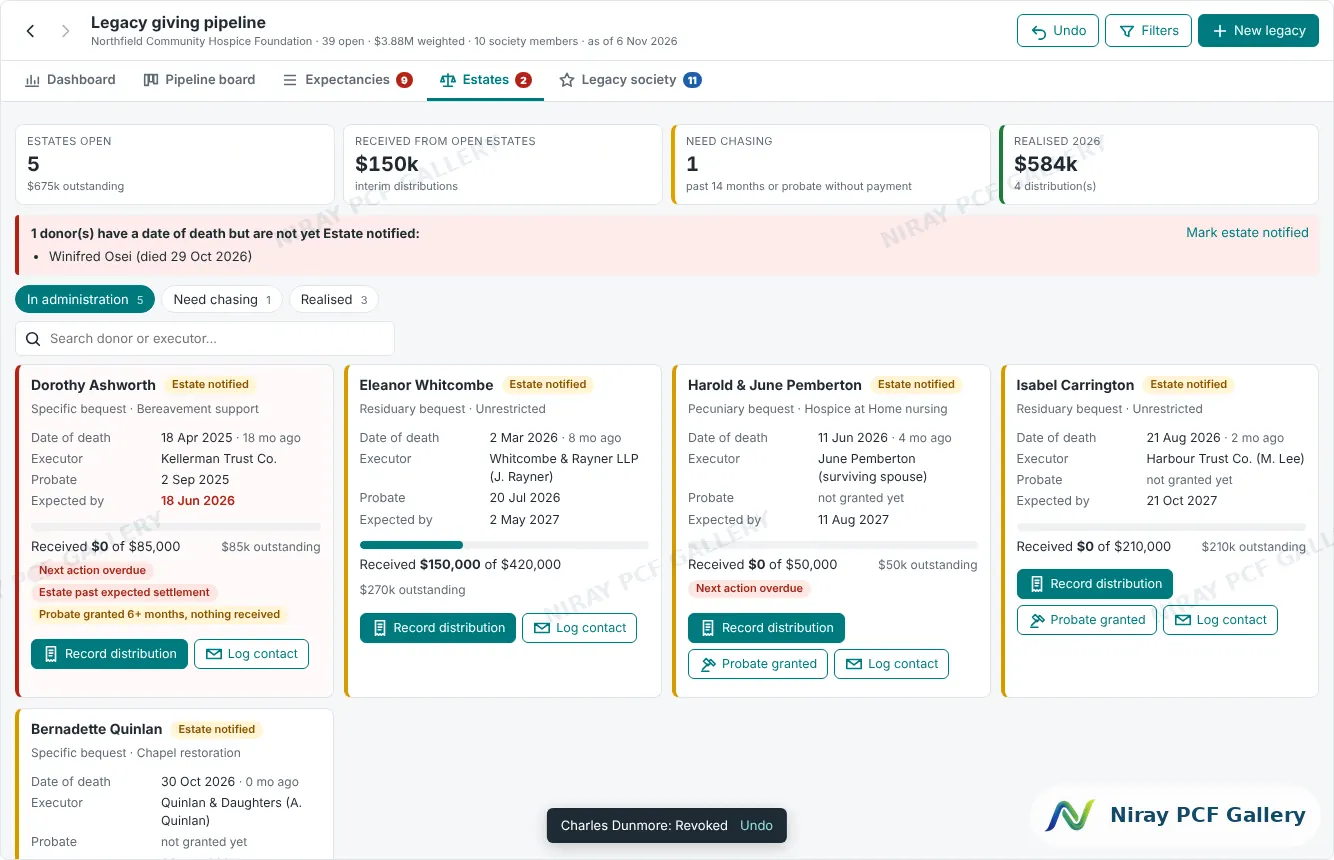 Legacy giving pipeline
Northfield Community Hospice Foundation · 39 open · $3.88M weighted · 10 society members · as of 6 Nov 2026
Undo
Filters
New legacy
Dashboard
Pipeline board
Expectancies 9
Estates 2
Legacy society 11
ESTATES OPEN
5
$675k outstanding
RECEIVED FROM OPEN ESTATES
$150k
interim distributions
NEED CHASING
1
past 14 months or probate without payment
REALISED 2026
$584k
4 distribution(s)
1 donor(s) have a date of death but are not yet Estate notified:
• Winifred Osei (died 29 Oct 2026)
Mark estate notified
In administration 5
Need chasing 1
Realised 3
Search donor or executor...
Dorothy Ashworth Estate notified
Specific bequest · Bereavement support
Date of death 18 Apr 2025 · 18 mo ago
Executor Kellerman Trust Co.
Probate 2 Sep 2025
Expected by 18 Jun 2026
Received $0 of $85,000 $85k outstanding
Next action overdue
Estate past expected settlement
Probate granted 6+ months, nothing received
Record distribution
Log contact
Eleanor Whitcombe Estate notified
Residuary bequest · Unrestricted
Date of death 2 Mar 2026 · 8 mo ago
Executor Whitcombe & Rayner LLP
(J. Rayner)
Probate 20 Jul 2026
Expected by 2 May 2027
Received $150,000 of $420,000
$270k outstanding
Record distribution
Log contact
Harold & June Pemberton Estate notified
Pecuniary bequest · Hospice at Home nursing
Date of death 11 Jun 2026 · 4 mo ago
Executor June Pemberton
(surviving spouse)
Probate not granted yet
Expected by 11 Aug 2027
Received $0 of $50,000 $50k outstanding
Next action overdue
Record distribution
Probate granted
Log contact
Isabel Carrington Estate notified
Residuary bequest · Unrestricted
Date of death 21 Aug 2026 · 2 mo ago
Executor Harbour Trust Co. (M. Lee)
Probate not granted yet
Expected by 21 Oct 2027
Received $0 of $210,000 $210k outstanding
Record distribution
Probate granted
Log contact
Bernadette Quinlan Estate notified
Specific bequest · Chapel restoration
Date of death 30 Oct 2026 · 0 mo ago
Executor Quinlan & Daughters (A.
Quinlan)
Probate not granted yet
Charles Dunmore: Revoked Undo
Niray PCF Gallery
NIRAY PCF GALLERY
NIRAY PCF GALLERY
NIRAY PCF GALLERY
NIRAY PCF GALLERY
NIRAY PCF GALLERY